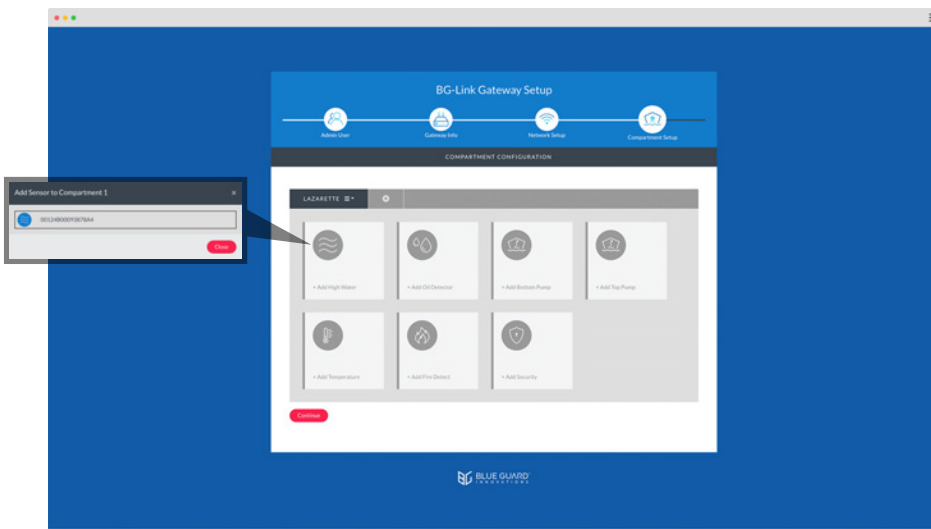 BG-Link Gateway Setup
Admin User
Gateway Info
Network Setup
Compartment Setup
COMPARTMENT CONFIGURATION
Add Sensor to Compartment 1 ×
Close
LAZARETTE
+ Add High Water
+ Add Oil Detector
+ Add Bottom Pump
+ Add Top Pump
+ Add Temperature
+ Add Fire Detect
+ Add Security
Continue
BG BLUE GUARD
INNOVATIONS